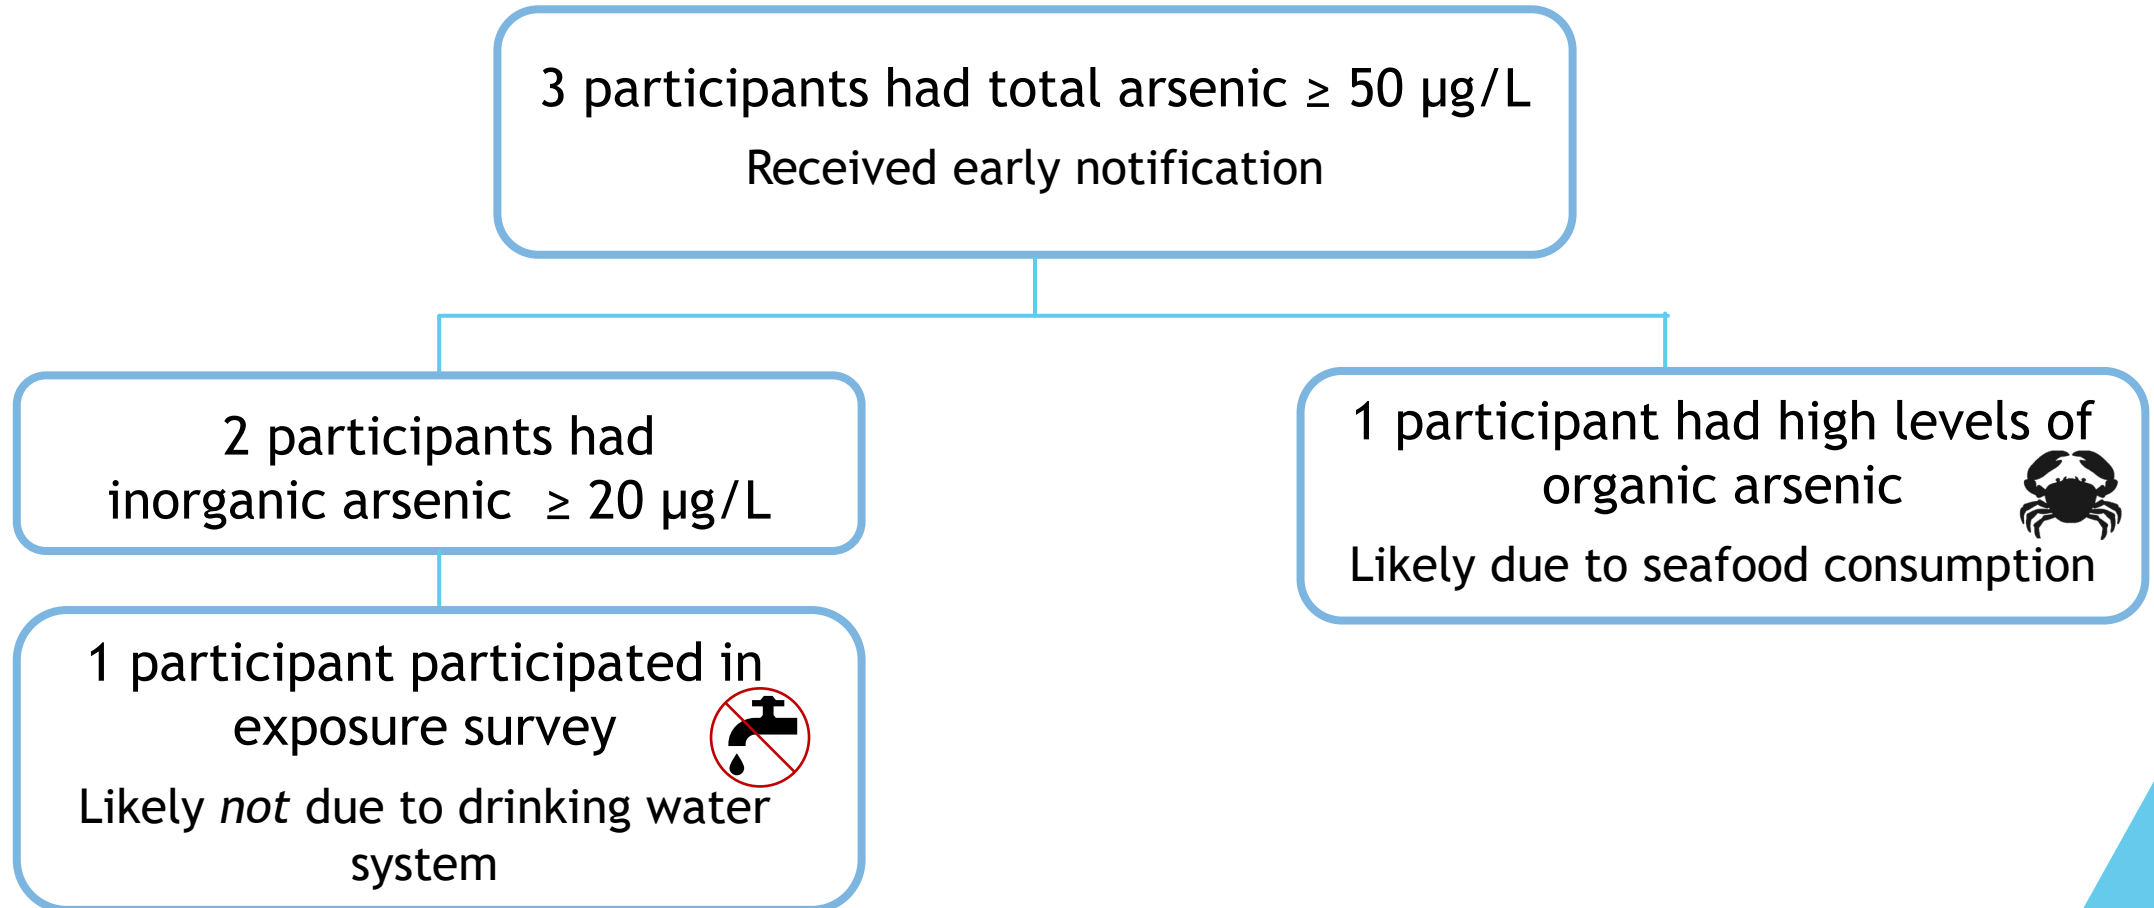 3 participants had total arsenic ≥ 50 µg/L
Received early notification
2 participants had
inorganic arsenic ≥ 20 µg/L
1 participant participated in
exposure survey
Likely not due to drinking water
system
1 participant had high levels of
organic arsenic
Likely due to seafood consumption